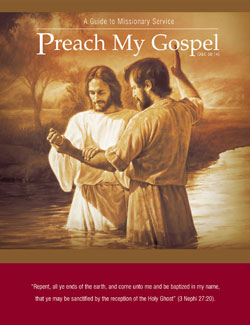 A Guide to Missionary Service
Preach My Gospel
"Repent, all ye ends of the earth, and come unto me and be baptized in my name,
that ye may be sanctified by the reception of the Holy Ghost" (3 Nephi 27:20).